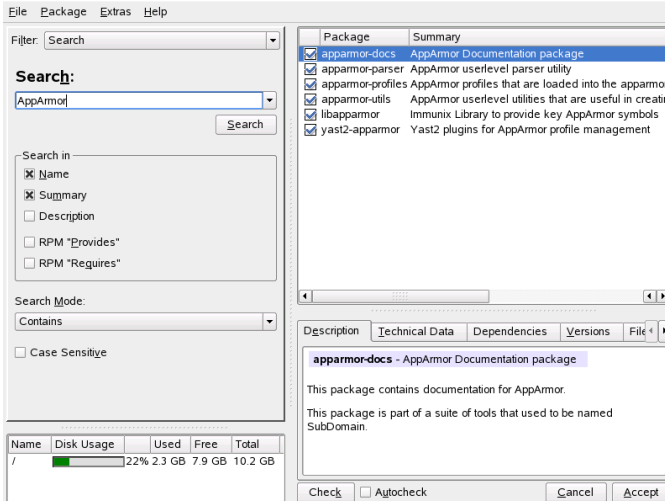 File Package Extras Help
Filter: Search
Search:
AppArmor
Search
Search in
Name
Summary
Description
RPM "Provides"
RPM "Requires"
Search Mode:
Contains
Case Sensitive
Name Disk Usage Used Free Total
/ 22% 2.3 GB 7.9 GB 10.2 GB
Package Summary
apparmor-docs AppArmor Documentation package
apparmor-parser AppArmor userlevel parser utility
apparmor-profiles AppArmor profiles that are loaded into the apparmo
apparmor-utils AppArmor userlevel utilities that are useful in creati
libapparmor Immunix Library to provide key AppArmor symbols
yast2-apparmor Yast2 plugins for AppArmor profile management
Description Technical Data Dependencies Versions File
apparmor-docs - AppArmor Documentation package
This package contains documentation for AppArmor.
This package is part of a suite of tools that used to be named
SubDomain.
Check Autocheck Cancel Accept